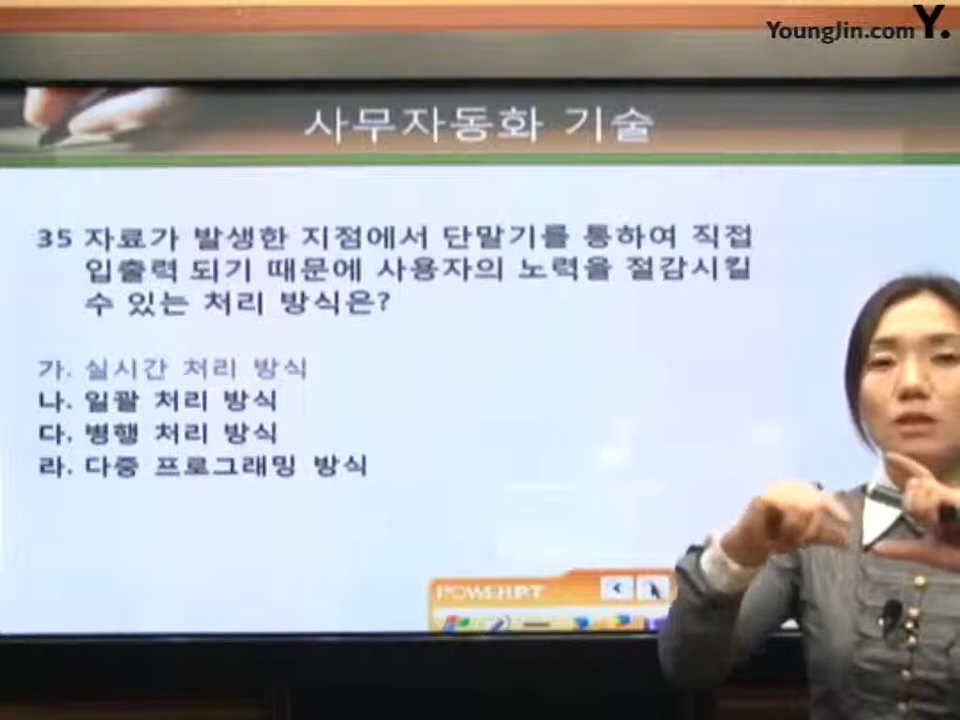 YoungJin.com Y.
사무자동화 기술
35 자료가 발생한 지점에서 단말기를 통하여 직접
입출력 되기 때문에 사용자의 노력을 절감시킬
수 있는 처리 방식은?
가. 실시간 처리 방식
나. 일괄 처리 방식
다. 병행 처리 방식
라. 다중 프로그래밍 방식